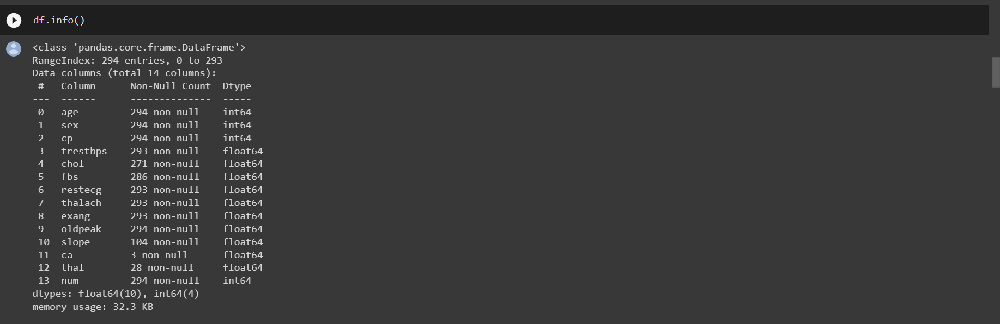 df.info()
<class 'pandas.core.frame.DataFrame'>
RangeIndex: 294 entries, 0 to 293
Data columns (total 14 columns):
 #   Column      Non-Null Count  Dtype
---  ------      --------------  -----
 0   age         294 non-null    int64
 1   sex         294 non-null    int64
 2   cp          294 non-null    int64
 3   trestbps    293 non-null    float64
 4   chol        271 non-null    float64
 5   fbs         286 non-null    float64
 6   restecg     293 non-null    float64
 7   thalach     293 non-null    float64
 8   exang       293 non-null    float64
 9   oldpeak     294 non-null    float64
 10  slope       104 non-null    float64
 11  ca          3 non-null      float64
 12  thal        28 non-null     float64
 13  num         294 non-null    int64
dtypes: float64(10), int64(4)
memory usage: 32.3 KB